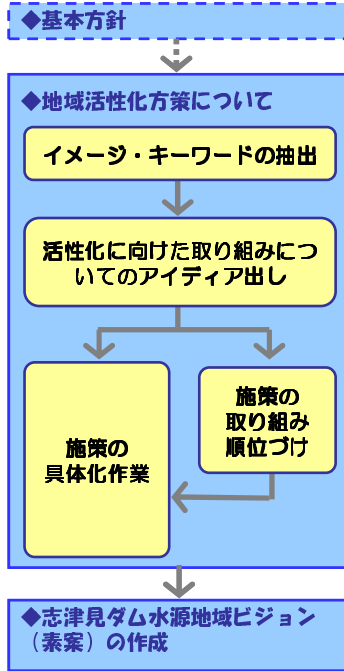 ◆基本方針
◆地域活性化方策について
イメージ・キーワードの抽出
活性化に向けた取り組みにつ
いてのアイディア出し
施策の
具体化作業
施策の
取り組み
順位づけ
◆志津見ダム水源地域ビジョン
（素案）の作成